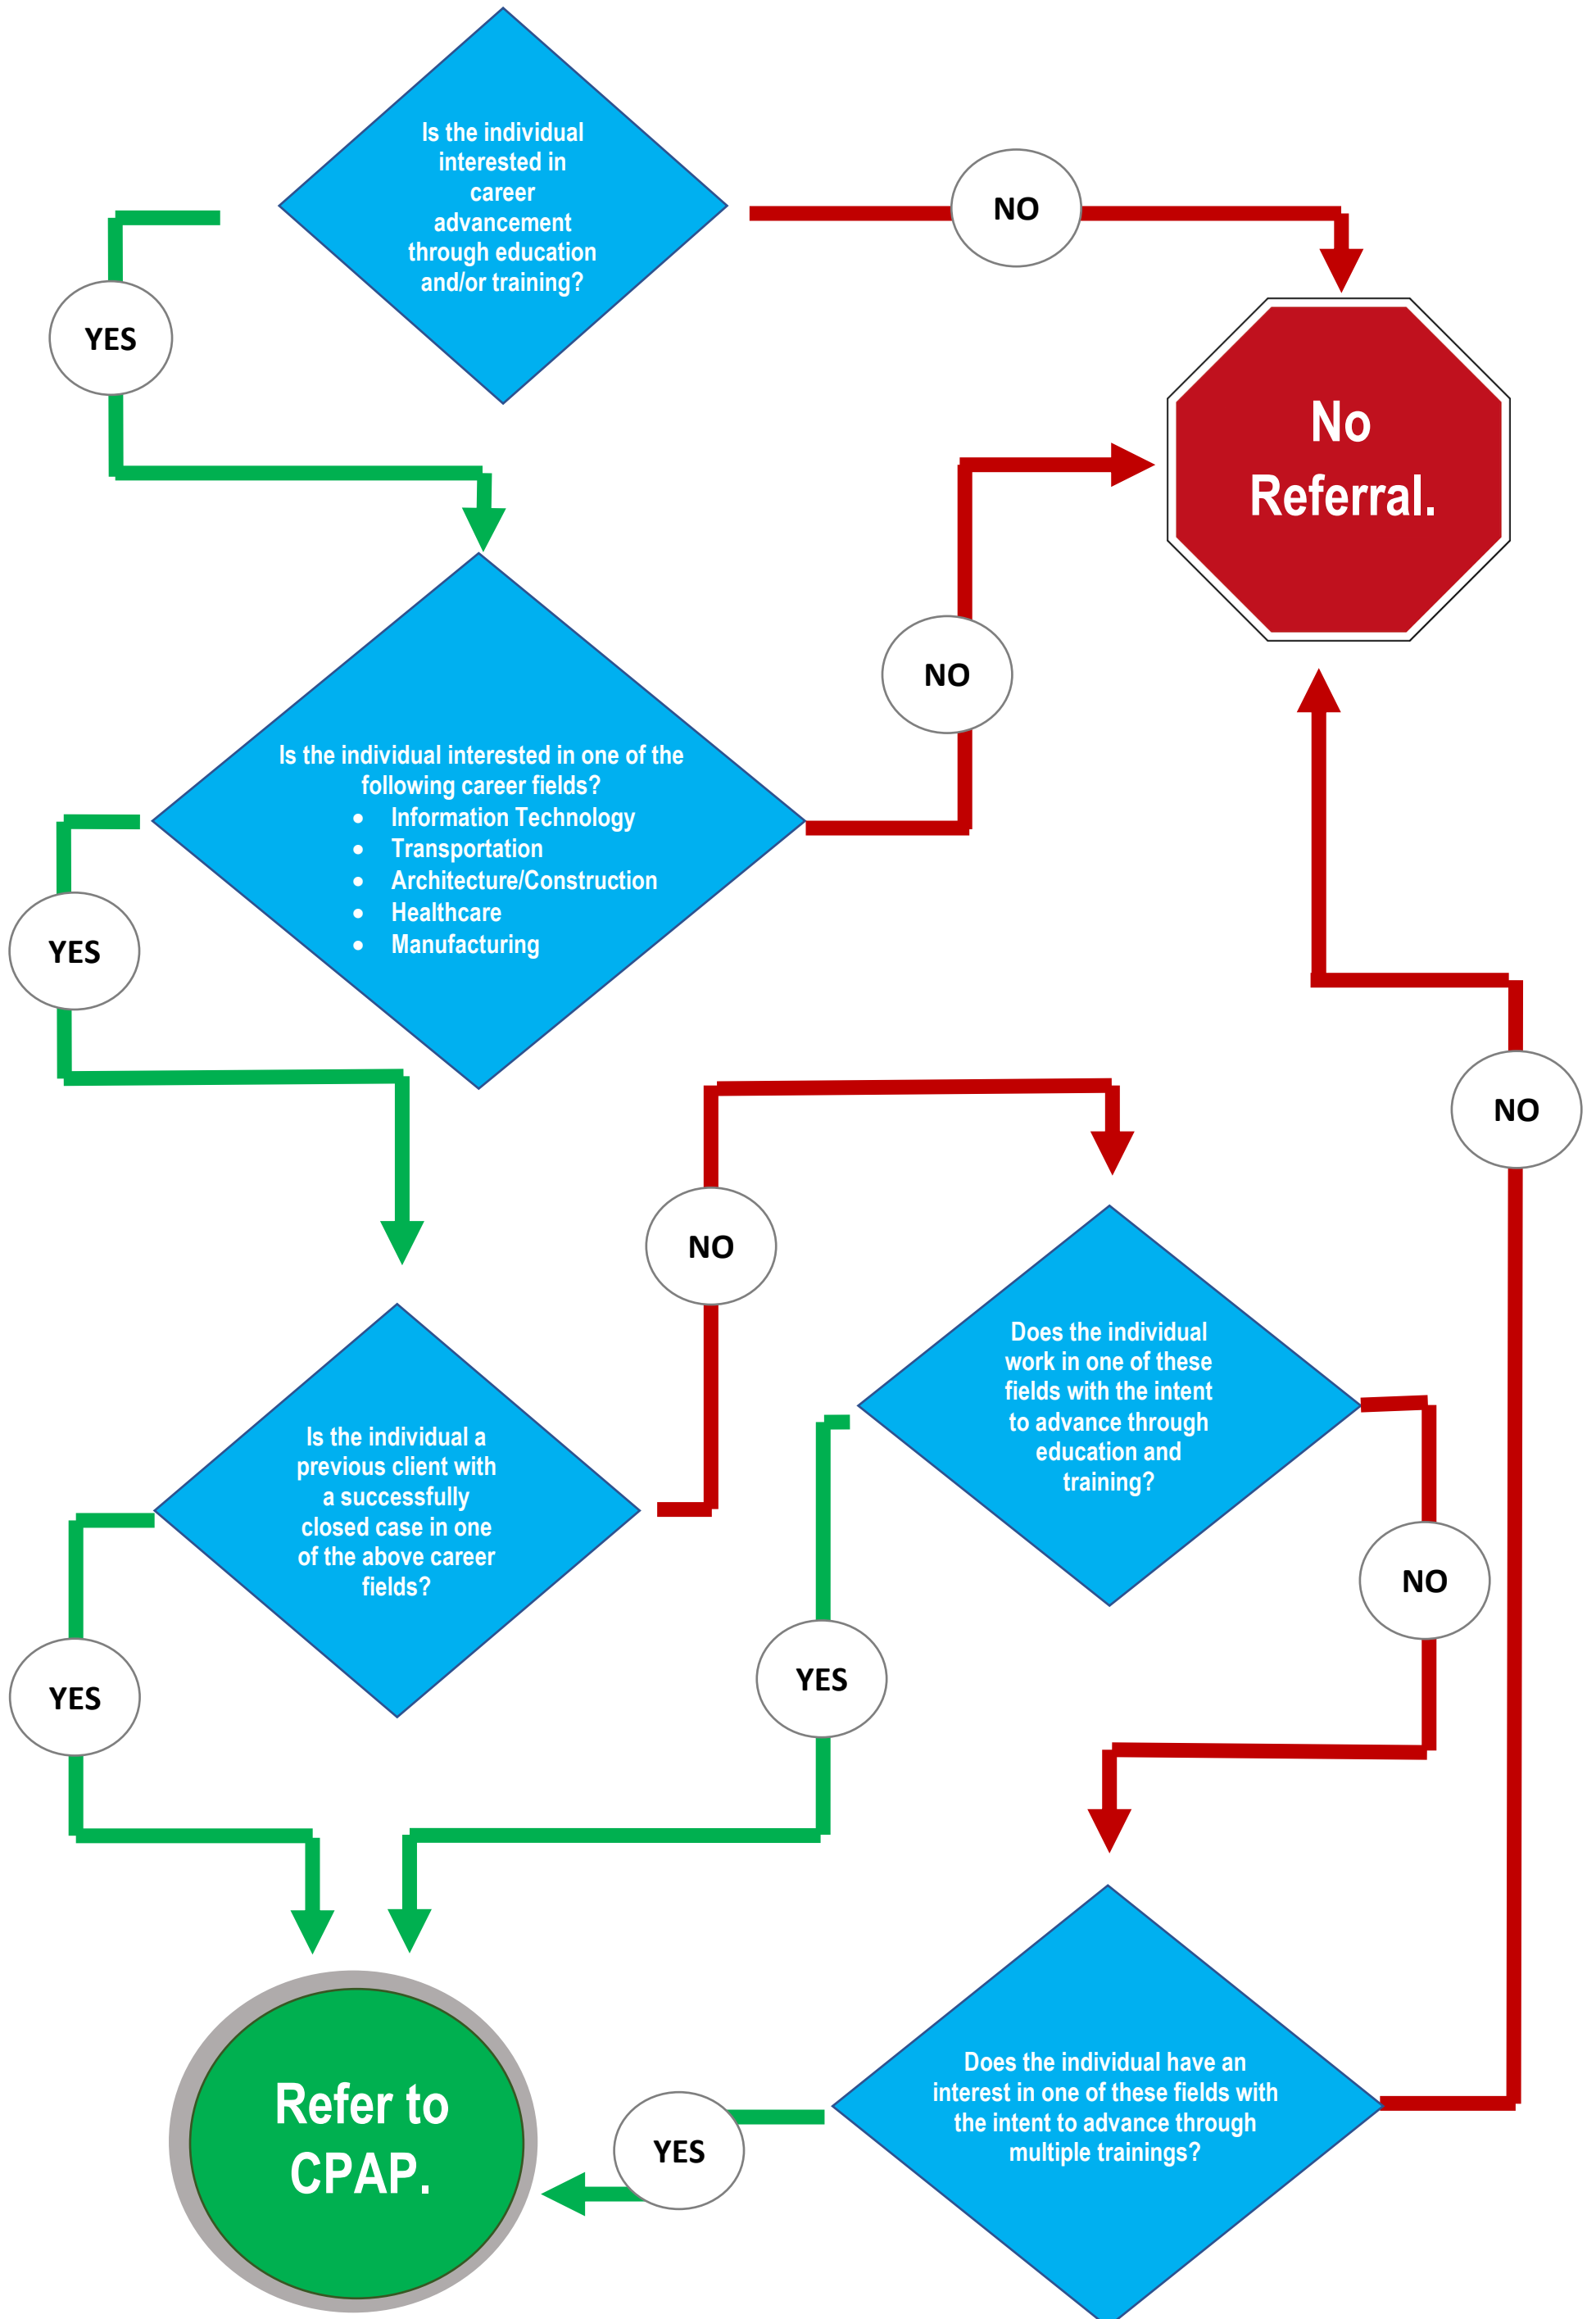 Is the individual
interested in
career
advancement
through education
and/or training?
NO
YES
No
Referral.
NO
Is the individual interested in one of the
following career fields?
• Information Technology
• Transportation
• Architecture/Construction
• Healthcare
• Manufacturing
YES
NO
NO
Does the individual
work in one of these
fields with the intent
to advance through
education and
training?
Is the individual a
previous client with
a successfully
closed case in one
of the above career
fields?
NO
YES
YES
Does the individual have an
interest in one of these fields with
the intent to advance through
multiple trainings?
YES
Refer to
CPAP.